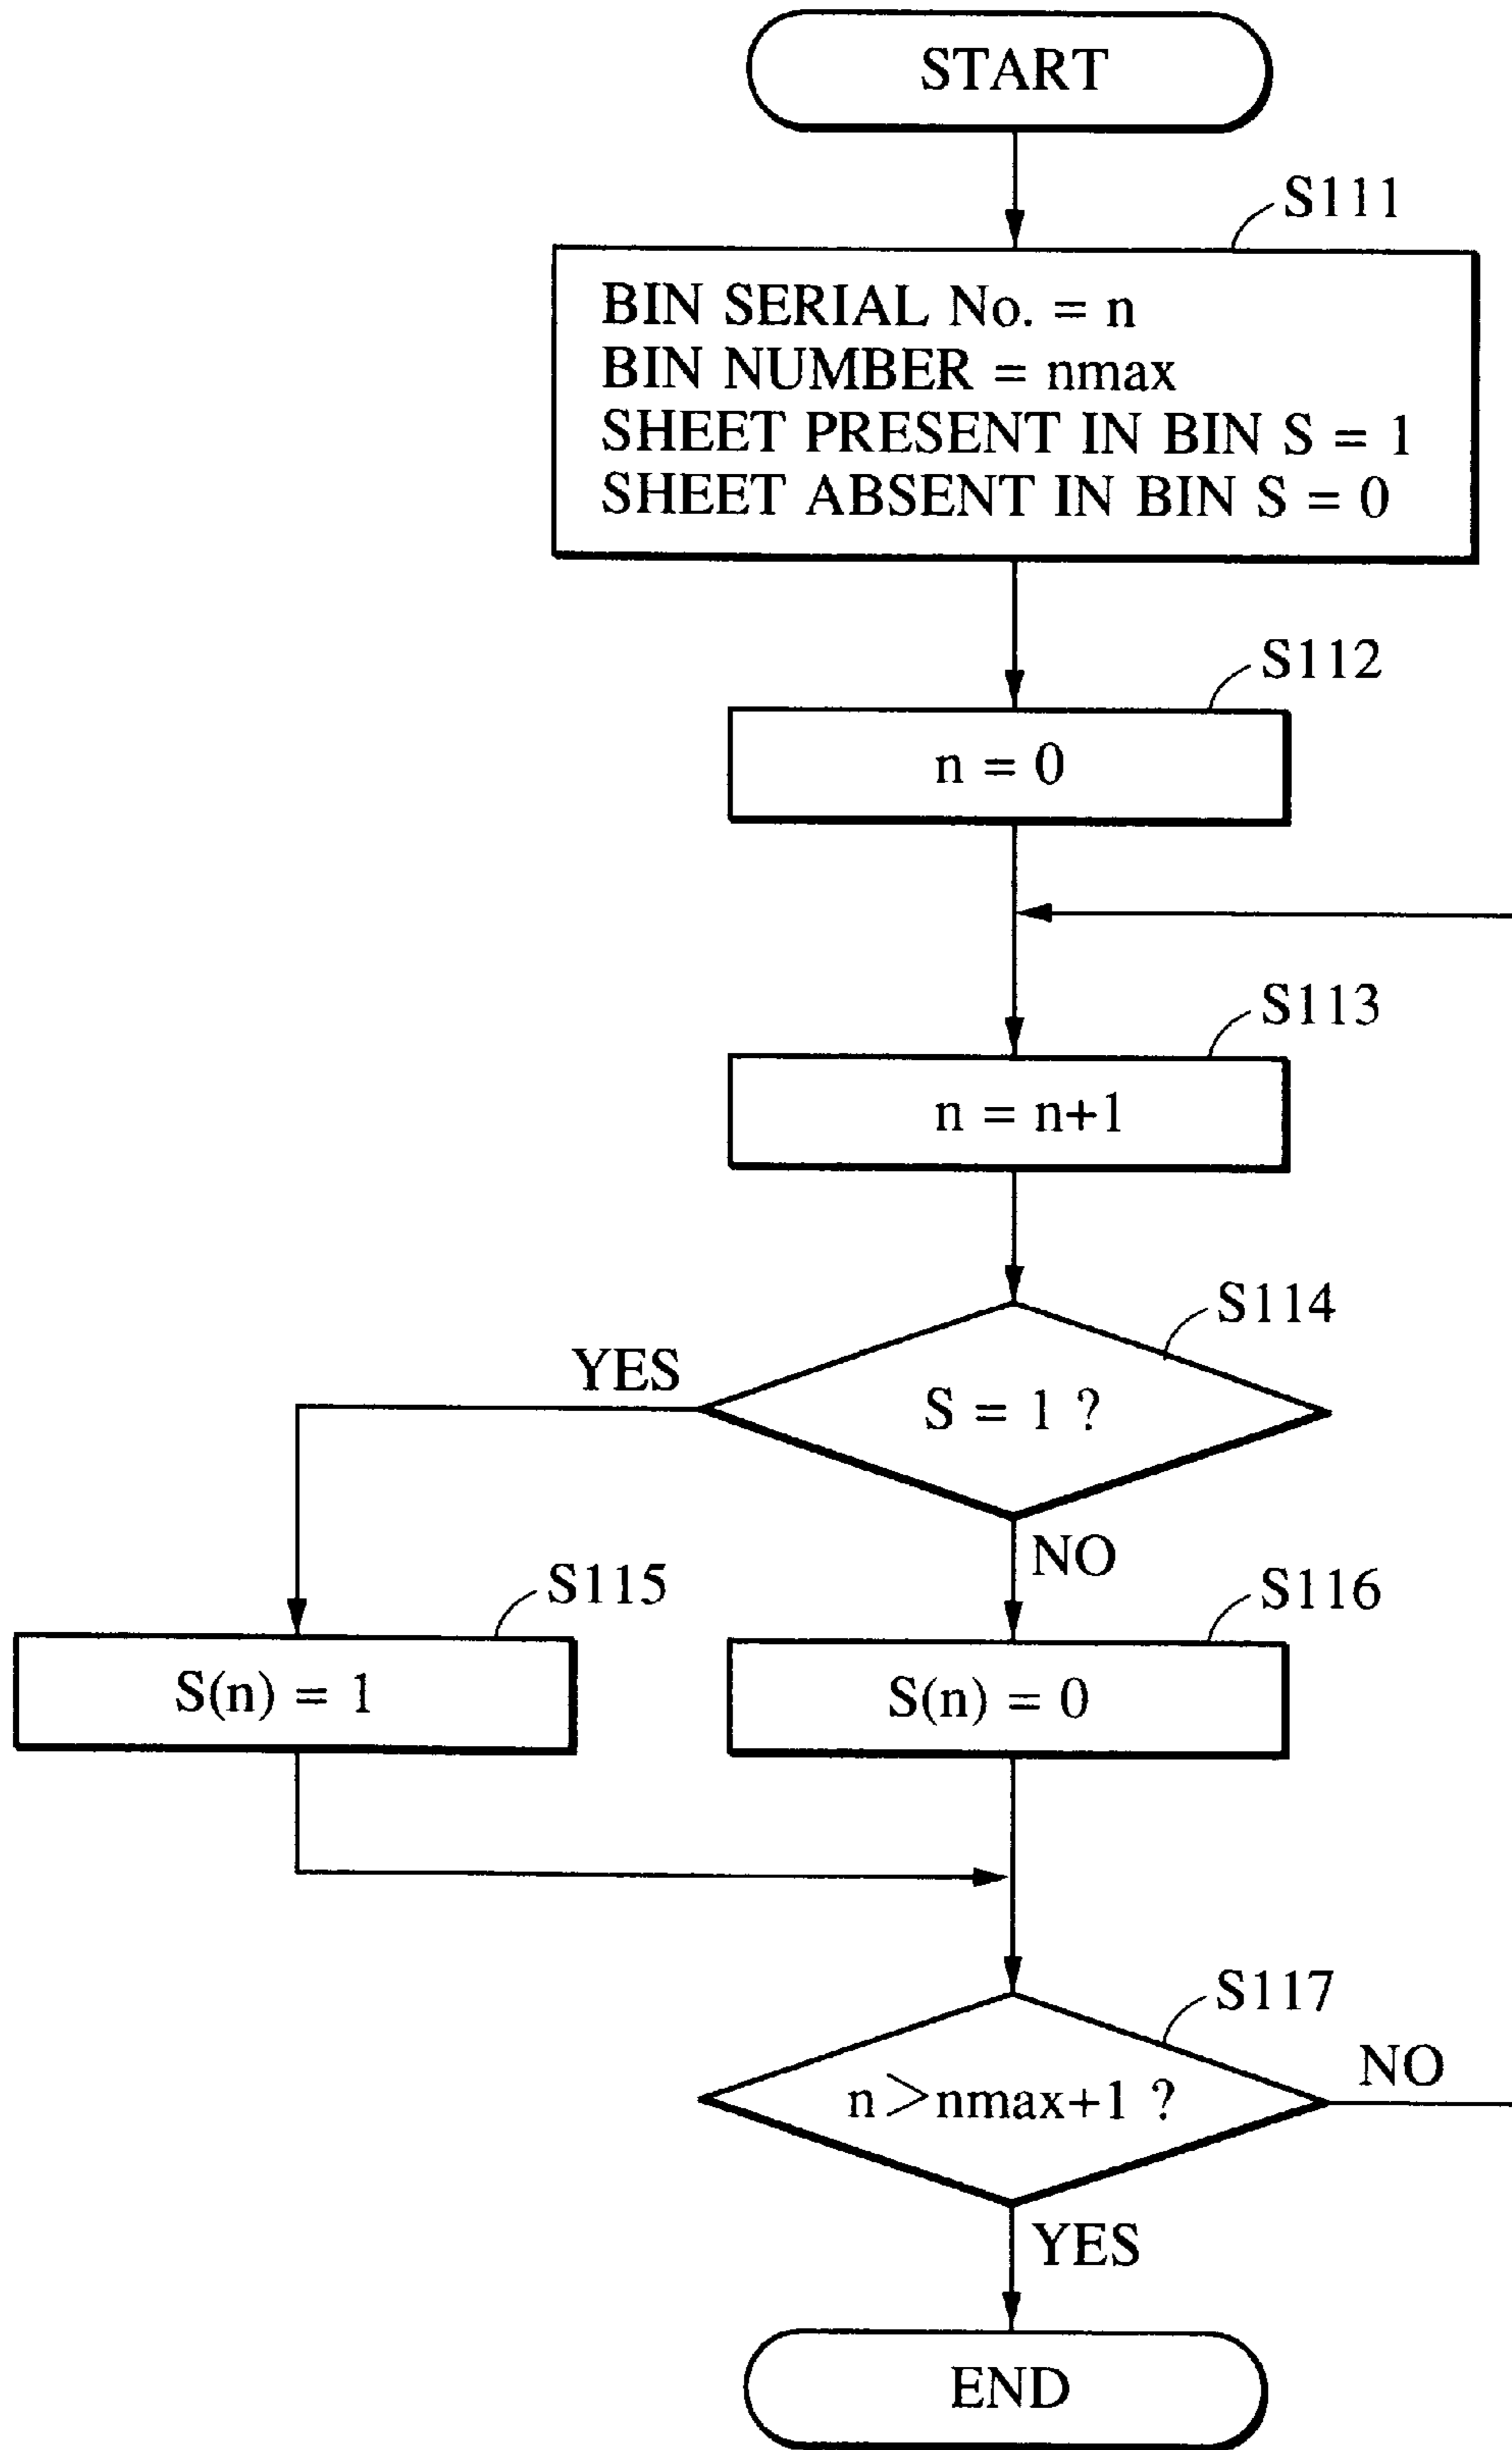 START
S111
BIN SERIAL No. = n
BIN NUMBER = nmax
SHEET PRESENT IN BIN S = 1
SHEET ABSENT IN BIN S = 0
S112
n = 0
S113
n = n+1
S114
YES
S = 1 ?
NO
S115
S116
S(n) = 1
S(n) = 0
S117
NO
n>nmax+1 ?
YES
END